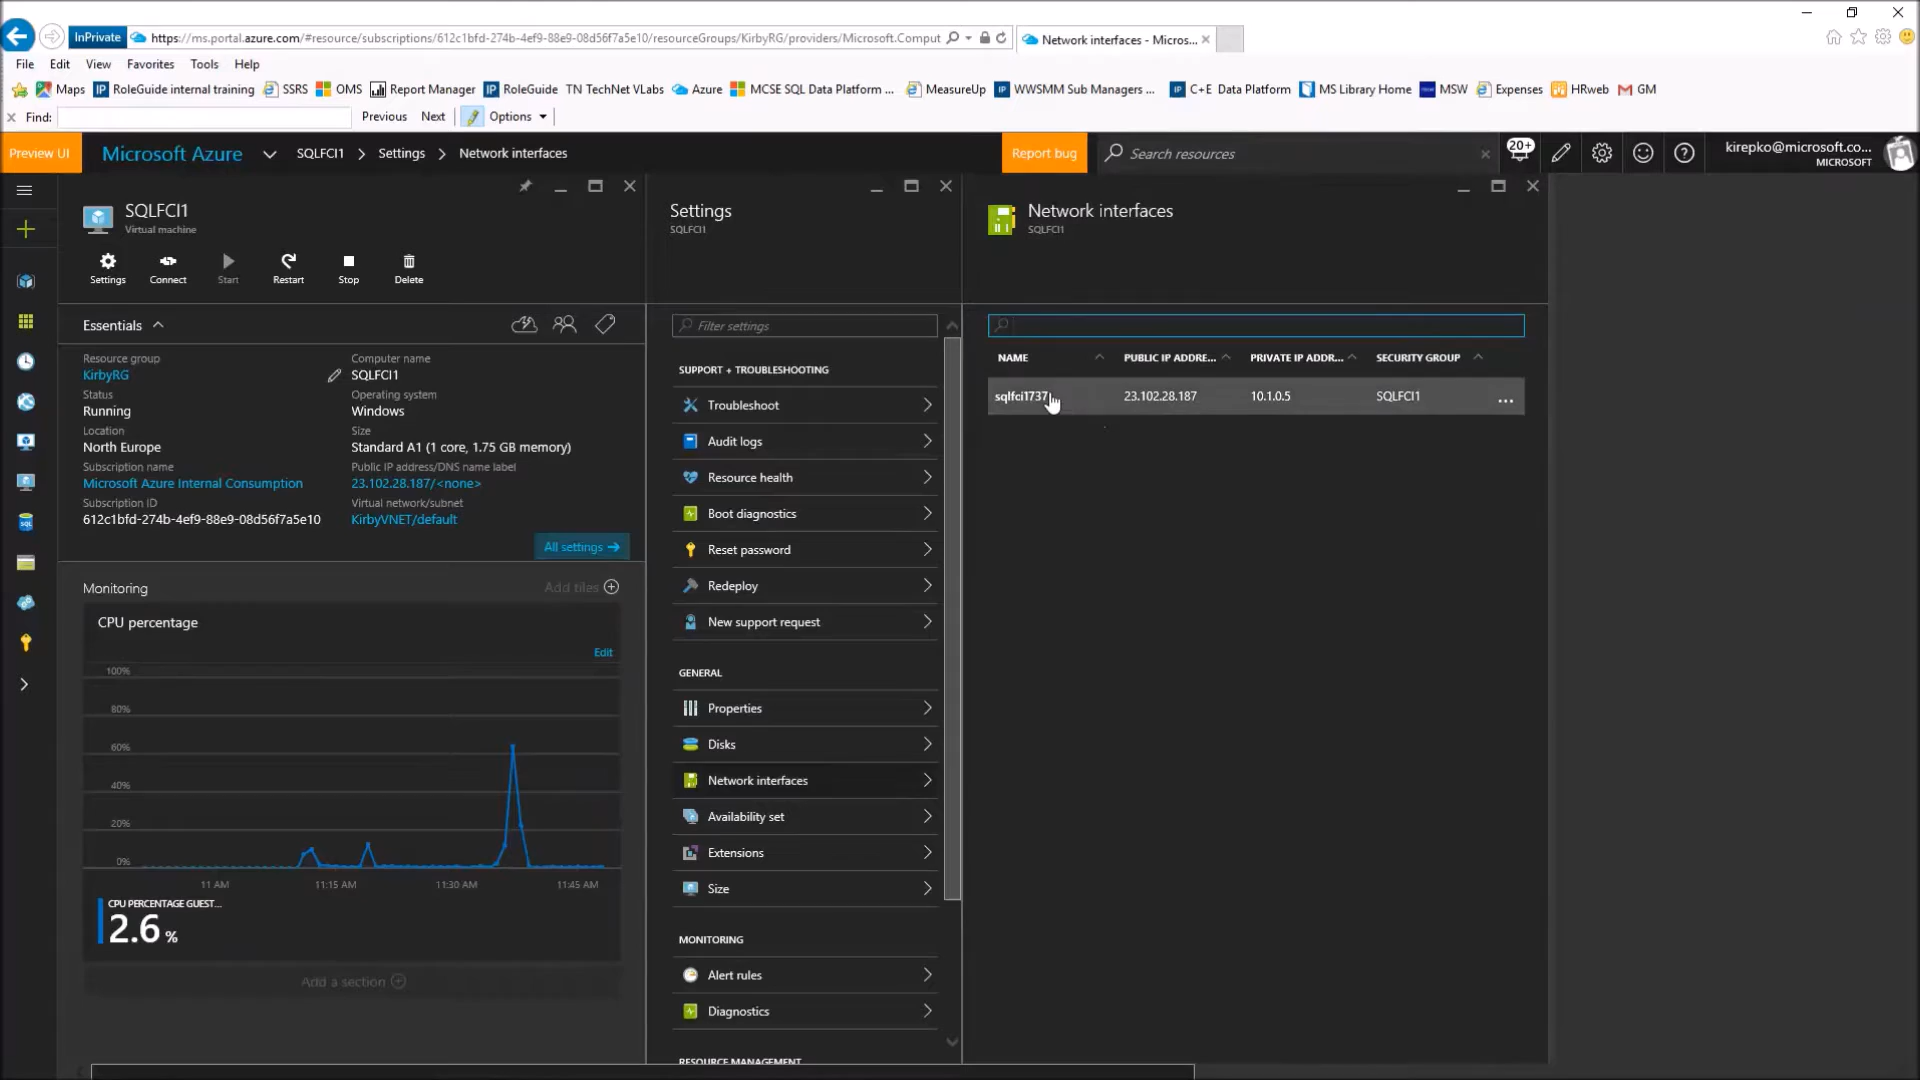 InPrivate
https://ms.portal.azure.com/#resource/subscriptions/612c1bfd-274b-4ef9-88e9-08d56f7a5e10/resourceGroups/KirbyRG/providers/Microsoft.Comput
Network interfaces - Micros...
File Edit View Favorites Tools Help
Maps RoleGuide internal training SSRS OMS Report Manager RoleGuide TN TechNet VLabs Azure MCSE SQL Data Platform ... MeasureUp WWSMM Sub Managers ... C+E Data Platform MS Library Home MSW Expenses HRweb GM
Find: Previous Next Options
Preview UI Microsoft Azure SQLFCI1 > Settings > Network interfaces Report bug Search resources 20+ kirepko@microsoft.co...
MICROSOFT
SQLFCI1
Virtual machine
Settings Connect Start Restart Stop Delete
Essentials
Resource group
KirbyRG
Status
Running
Location
North Europe
Subscription name
Microsoft Azure Internal Consumption
Subscription ID
612c1bfd-274b-4ef9-88e9-08d56f7a5e10
Computer name
SQLFCI1
Operating system
Windows
Size
Standard A1 (1 core, 1.75 GB memory)
Public IP address/DNS name label
23.102.28.187/<none>
Virtual network/subnet
KirbyVNET/default
All settings →
Monitoring
Add tiles
CPU percentage
Edit
100%
80%
60%
40%
20%
0%
11 AM 11:15 AM 11:30 AM 11:45 AM
CPU PERCENTAGE GUEST...
2.6 %
Add a section
Settings
SQLFCI1
Filter settings
SUPPORT + TROUBLESHOOTING
Troubleshoot
Audit logs
Resource health
Boot diagnostics
Reset password
Redeploy
New support request
GENERAL
Properties
Disks
Network interfaces
Availability set
Extensions
Size
MONITORING
Alert rules
Diagnostics
RESOURCE MANAGEMENT
Network interfaces
SQLFCI1
NAME PUBLIC IP ADDRE... PRIVATE IP ADDR... SECURITY GROUP
sqlfci1737 23.102.28.187 10.1.0.5 SQLFCI1 ...
SQL